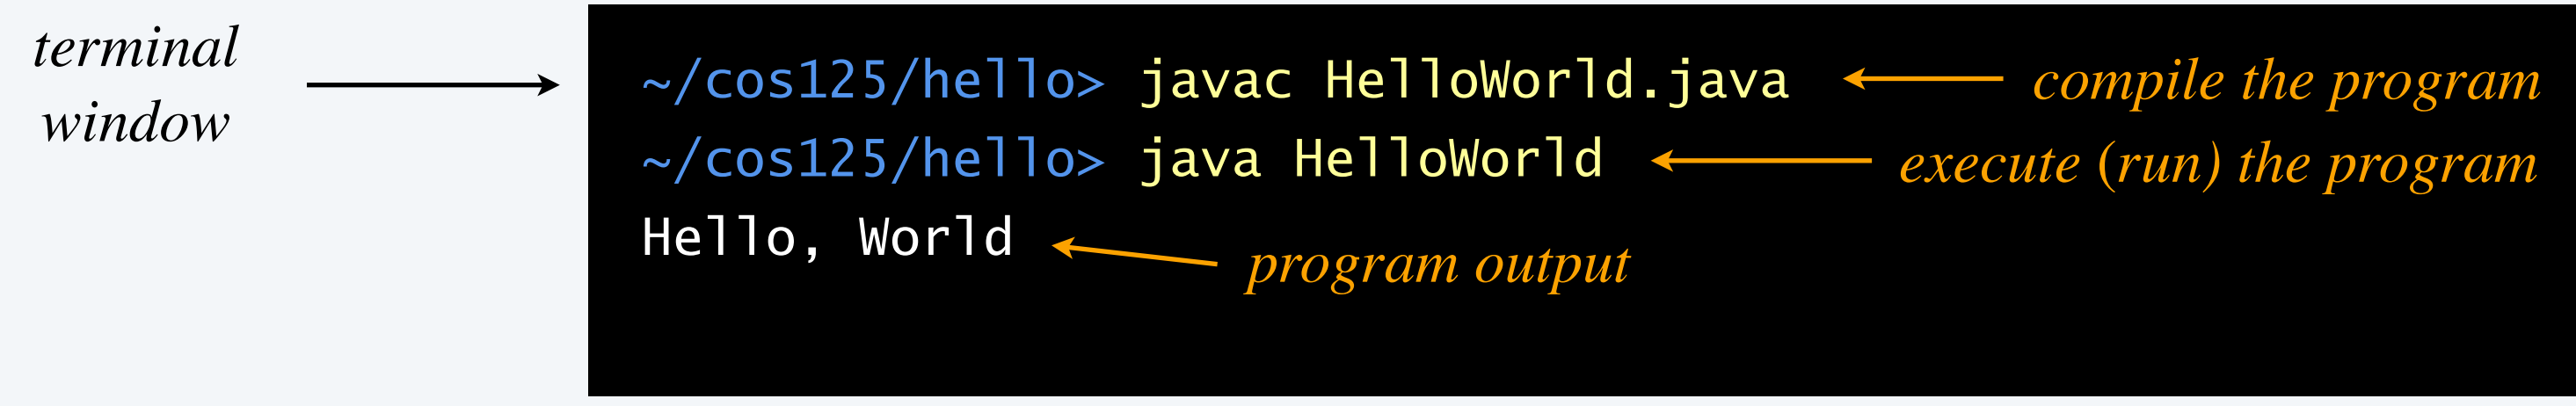 terminal
window
~/cos125/hello> javac HelloWorld.java
compile the program
~/cos125/hello> java HelloWorld
execute (run) the program
Hello, World
program output